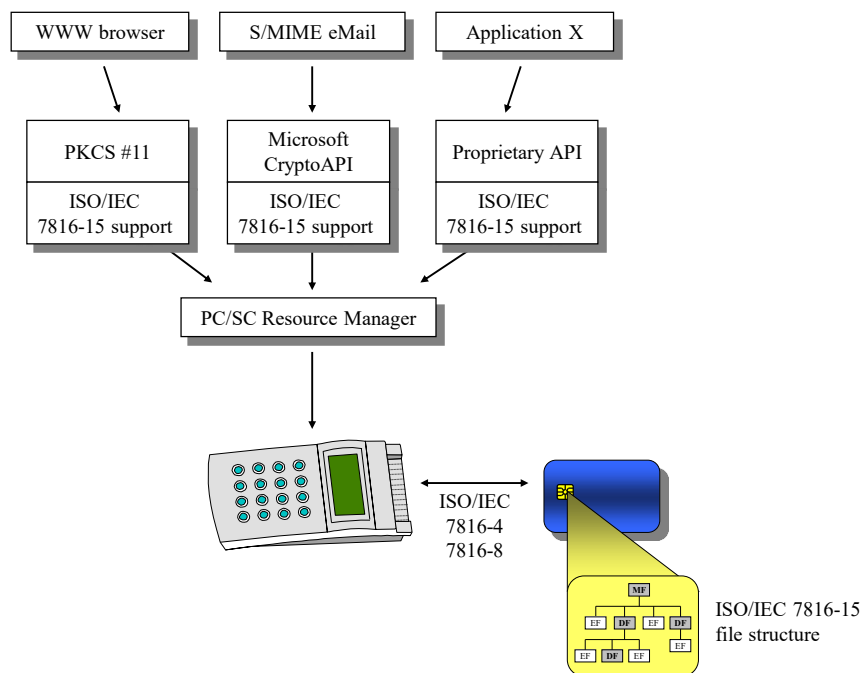 WWW browser
S/MIME eMail
Application X
PKCS #11
Microsoft
CryptoAPI
Proprietary API
ISO/IEC
7816-15 support
ISO/IEC
7816-15 support
ISO/IEC
7816-15 support
PC/SC Resource Manager
ISO/IEC
7816-4
7816-8
MF
EF
DF
EF
DF
EF
DF
EF
EF
ISO/IEC 7816-15
file structure